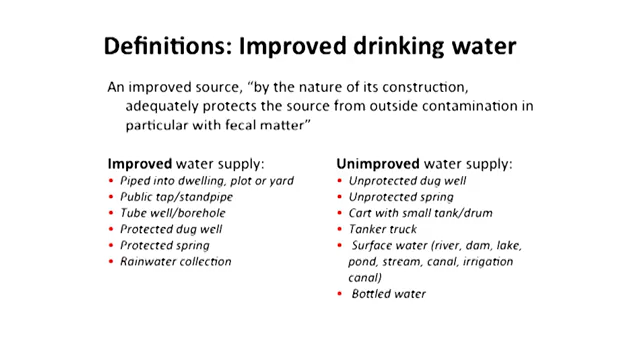 Definitions: Improved drinking water
An improved source, “by the nature of its construction,
adequately protects the source from outside contamination in
particular with fecal matter”
Improved water supply:
• Piped into dwelling, plot or yard
• Public tap/standpipe
• Tube well/borehole
• Protected dug well
• Protected spring
• Rainwater collection
Unimproved water supply:
• Unprotected dug well
• Unprotected spring
• Cart with small tank/drum
• Tanker truck
• Surface water (river, dam, lake,
pond, stream, canal, irrigation
canal)
• Bottled water